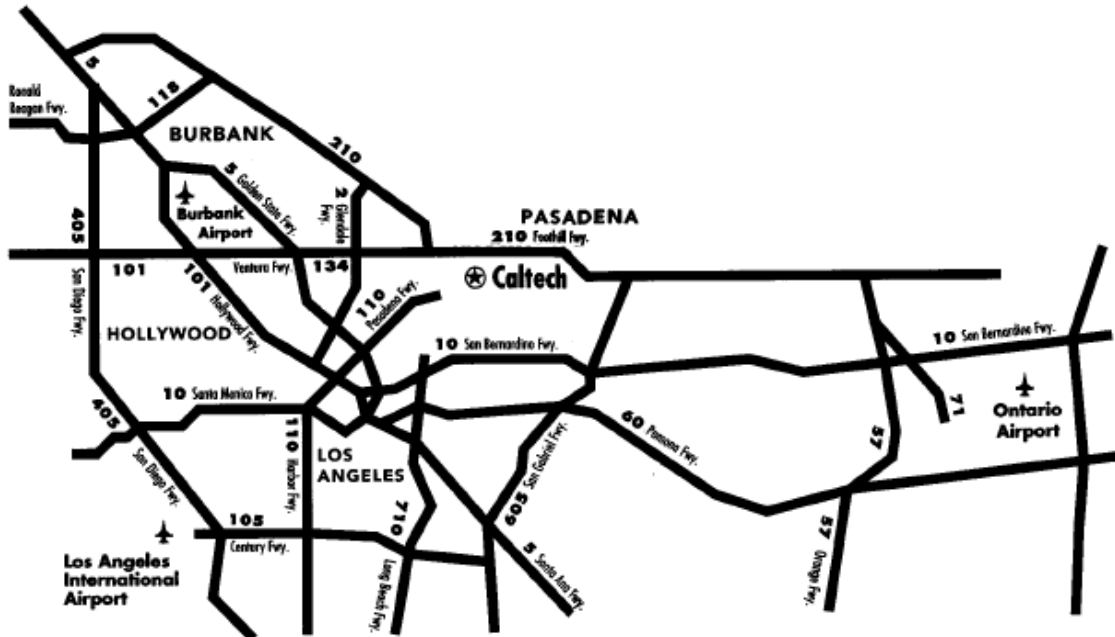 5
118
Ronald
Reagan Fwy.
BURBANK
210
5 Golden State Fwy.
2 Glendale
Fwy.
Burbank
Airport
PASADENA
210 Foothill Fwy.
405
San Diego Fwy.
101
Ventura Fwy.
134
101 Hollywood Fwy.
Caltech
110
Pasadena Fwy.
HOLLYWOOD
10 San Bernardino Fwy.
10 San Bernardino Fwy.
10 Santa Monica Fwy.
405
San Diego Fwy.
110
Harbor Fwy.
LOS
ANGELES
71
Ontario
Airport
60 Pomona Fwy.
57
605 San Gabriel Fwy.
710
Long Beach Fwy.
105
Century Fwy.
5 Santa Ana Fwy.
57 Orange Fwy.
Los Angeles
International
Airport